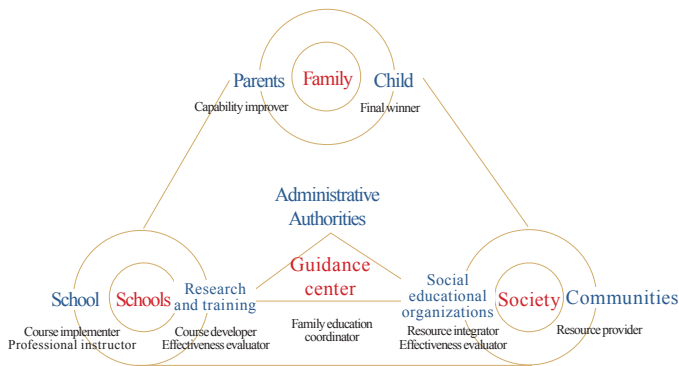 Parents
Family
Child
Capability improver
Final winner
Administrative
Authorities
Guidance
center
Family education
coordinator
School
Schools
Research
and training
Course implementer
Professional instructor
Course developer
Effectiveness evaluator
Social
educational
organizations
Society
Communities
Resource integrator
Effectiveness evaluator
Resource provider